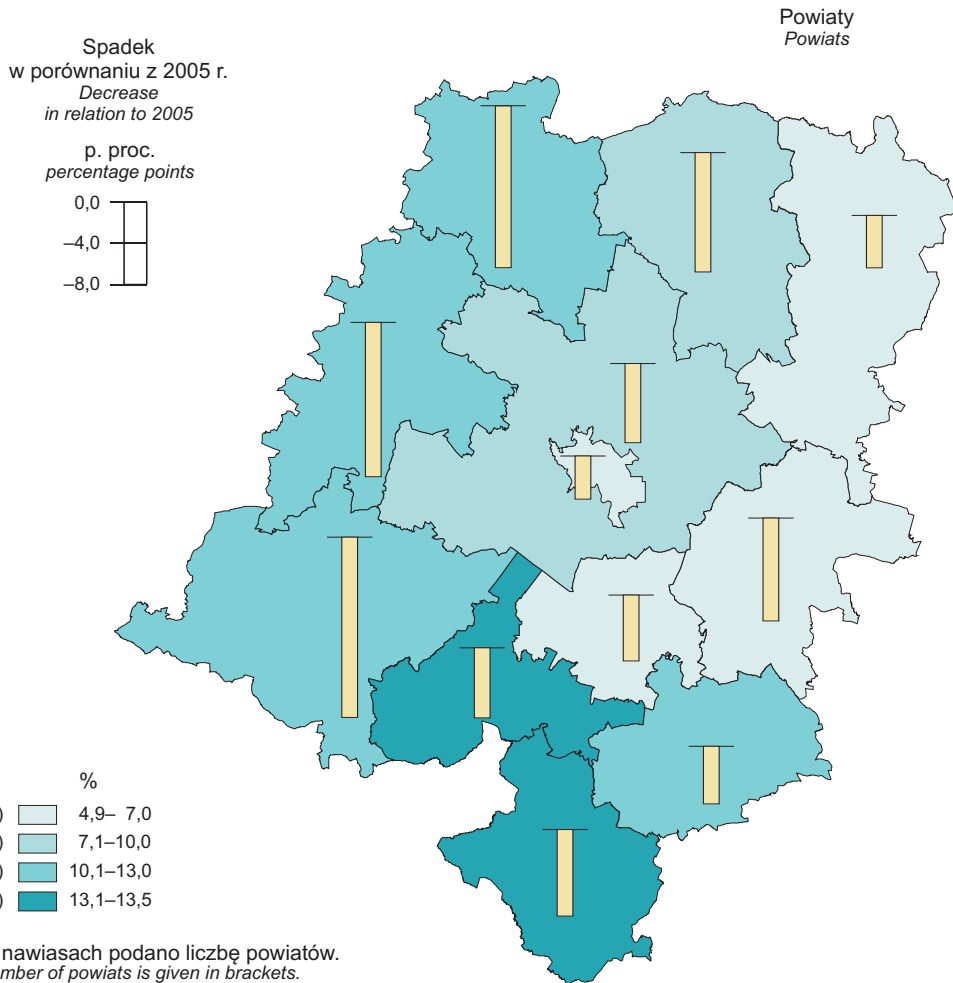 Powiaty
Powiats
Spadek
w porównaniu z 2005 r.
Decrease
in relation to 2005
p. proc.
percentage points
0,0
–4,0
–8,0
%
) 4,9– 7,0
) 7,1–10,0
) 10,1–13,0
) 13,1–13,5
nawiasach podano liczbę powiatów.
mber of powiats is given in brackets.